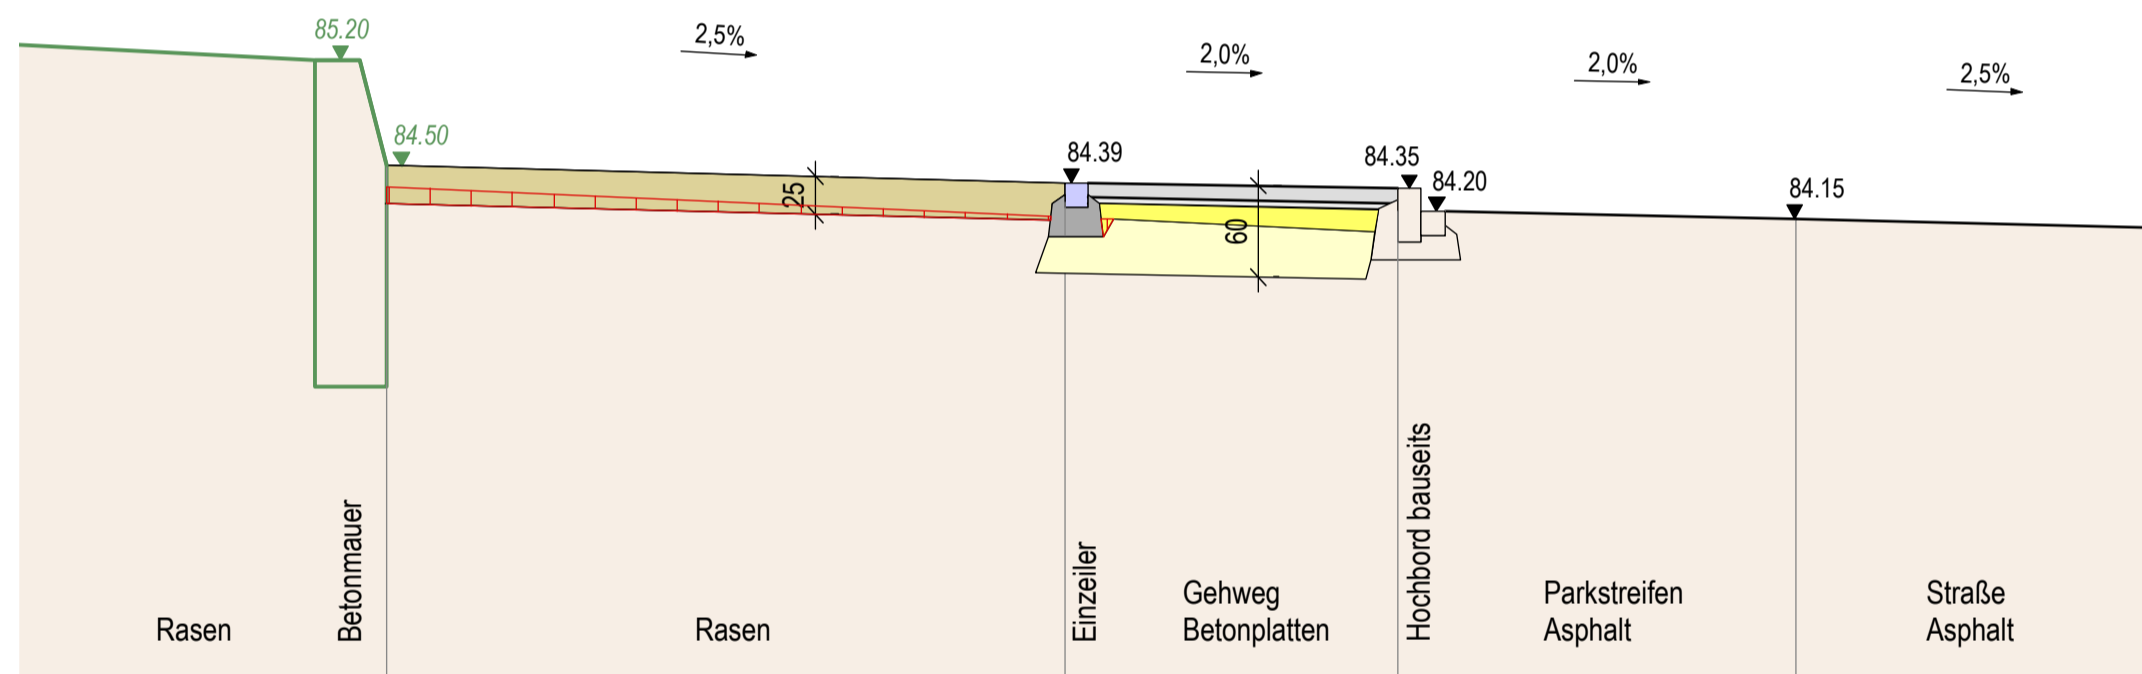 85.20
2,5%
2,0%
2,0%
2,5%
84.50
84.39
84.35
84.20
84.15
25
60
Rasen
Betonmauer
Rasen
Einzeiler
Gehweg
Betonplatten
Hochbord bauseits
Parkstreifen
Asphalt
Straße
Asphalt